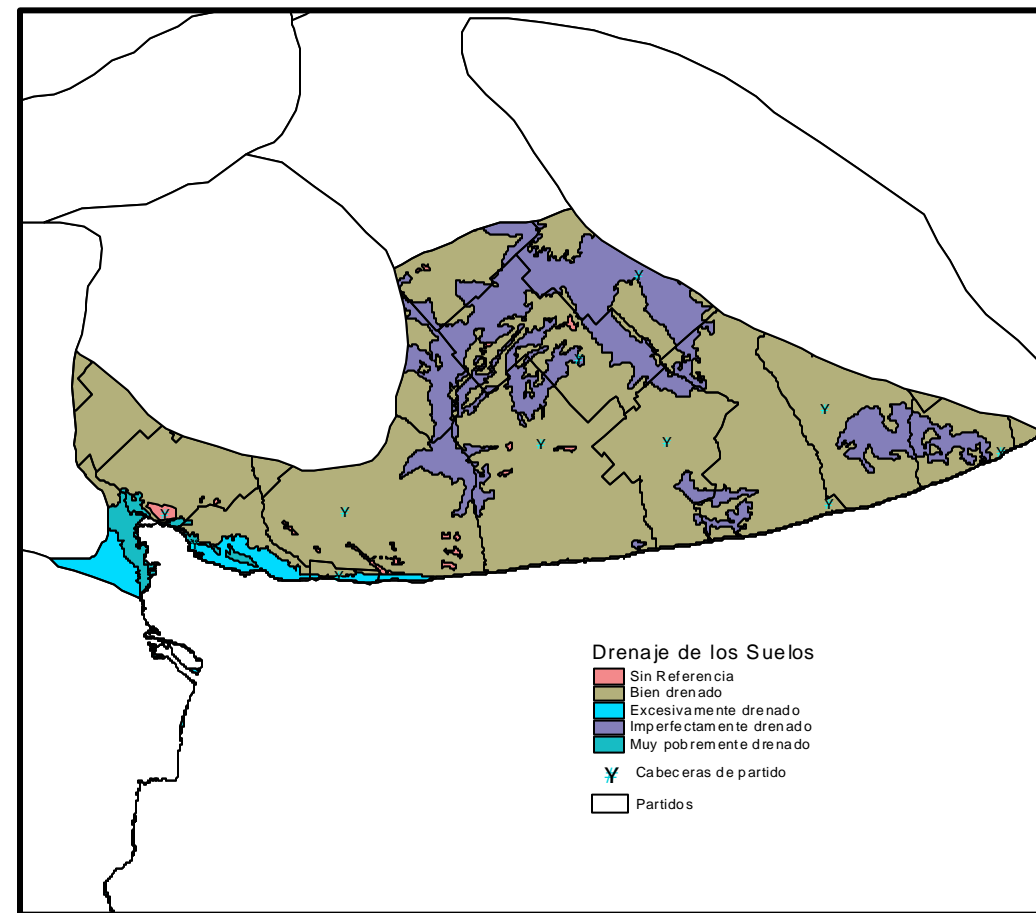 Drenaje de los Suelos
Sin Referencia
Bien drenado
Excesivamente drenado
Imperfectamente drenado
Muy pobremente drenado
Cabeceras de partido
Partidos